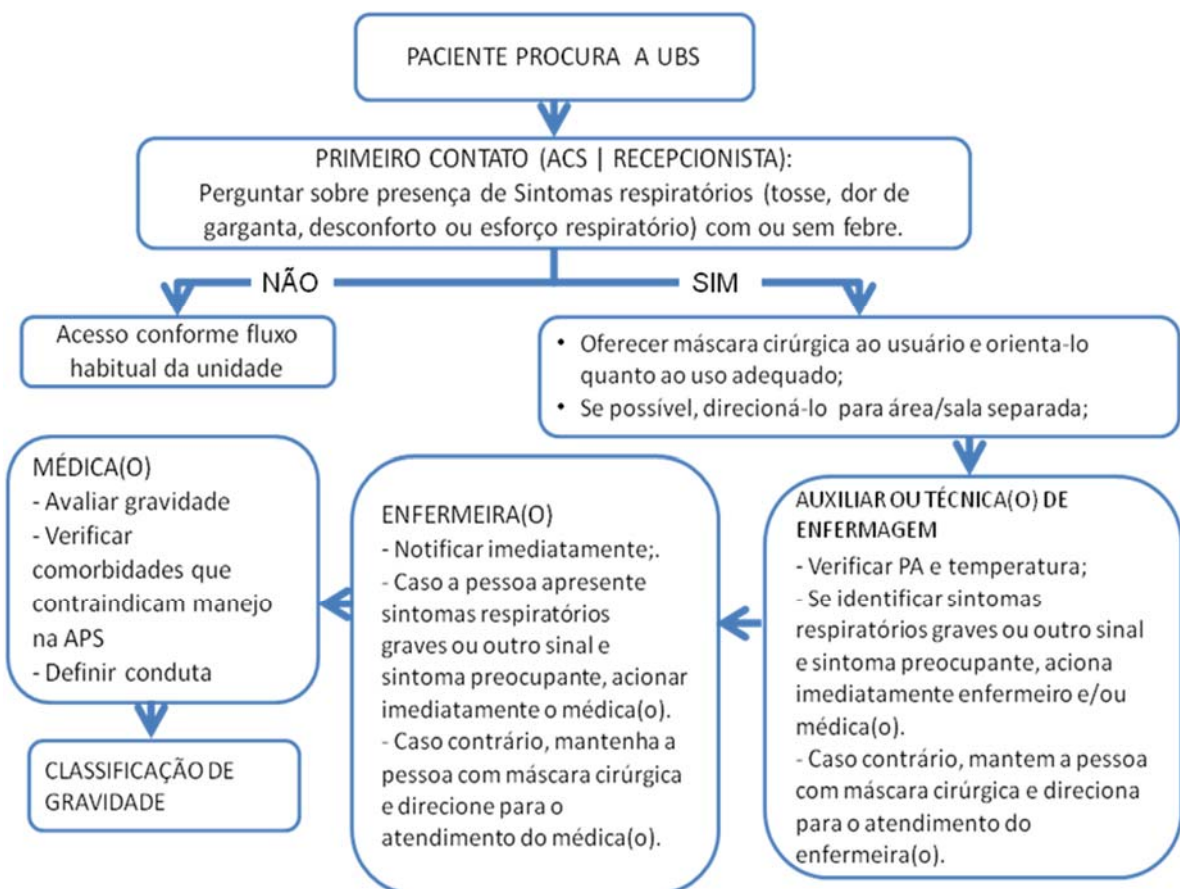 PACIENTE PROCURA A UBS
PRIMEIRO CONTATO (ACS | RECEPCIONISTA):
Perguntar sobre presença de Sintomas respiratórios (tosse, dor de
garganta, desconforto ou esforço respiratório) com ou sem febre.
NÃO
SIM
Acesso conforme fluxo
habitual da unidade
• Oferecer máscara cirúrgica ao usuário e orienta-lo
quanto ao uso adequado;
• Se possível, direcioná-lo para área/sala separada;
AUXILIAR OU TÉCNICA(O) DE
ENFERMAGEM
- Verificar PA e temperatura;
- Se identificar sintomas
respiratórios graves ou outro sinal
e sintoma preocupante, aciona
imediatamente enfermeiro e/ou
médica(o).
- Caso contrário, mantem a pessoa
com máscara cirúrgica e direciona
para o atendimento do
enfermeira(o).
ENFERMEIRA(O)
- Notificar imediatamente;.
- Caso a pessoa apresente
sintomas respiratórios
graves ou outro sinal e
sintoma preocupante, acionar
imediatamente o médica(o).
- Caso contrário, mantenha a
pessoa com máscara cirúrgica
e direcione para o
atendimento do médica(o).
MÉDICA(O)
- Avaliar gravidade
- Verificar
comorbidades que
contraindicam manejo
na APS
- Definir conduta
CLASSIFICAÇÃO DE
GRAVIDADE